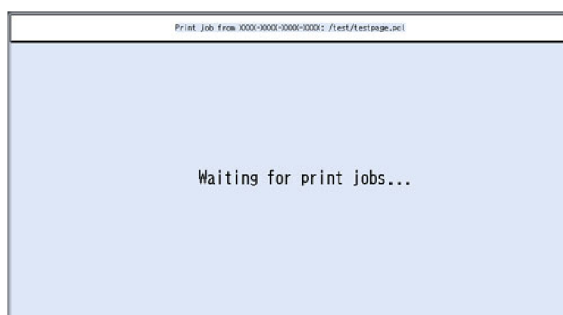 Print job from XXXX-XXXX-XXXX-XXXX: /test/testpage.pcl
Waiting for print jobs...